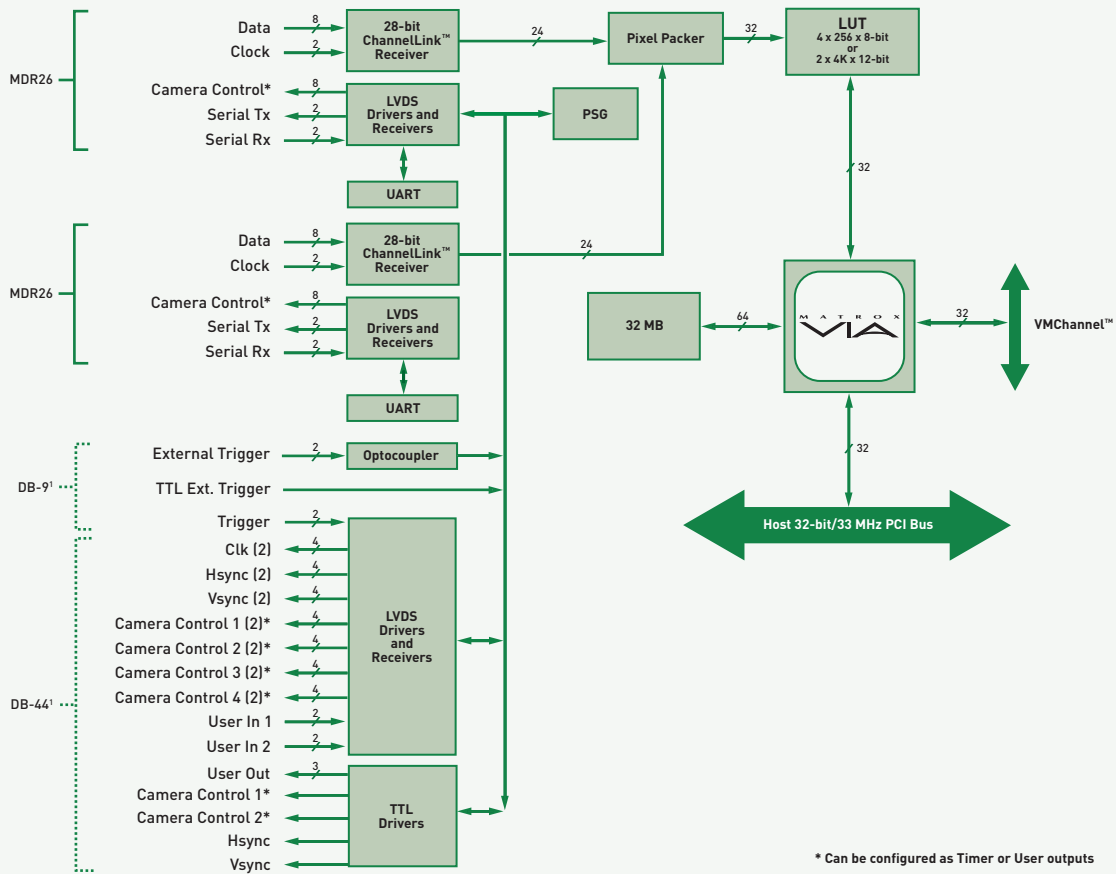 MDR26
Data
8
Clock
2
28-bit
ChannelLink™
Receiver
24
Pixel Packer
32
LUT
4 x 256 x 8-bit
or
2 x 4K x 12-bit
Camera Control*
8
Serial Tx
2
Serial Rx
2
LVDS
Drivers and
Receivers
PSG
UART
32
MDR26
Data
8
Clock
2
28-bit
ChannelLink™
Receiver
24
Camera Control*
8
Serial Tx
2
Serial Rx
2
LVDS
Drivers and
Receivers
UART
32 MB
64
MATROX
VIA
32
VMChannel™
32
Host 32-bit/33 MHz PCI Bus
DB-9¹
External Trigger
2
Optocoupler
TTL Ext. Trigger
Trigger
2
DB-44¹
Clk (2)
4
Hsync (2)
4
Vsync (2)
4
Camera Control 1 (2)*
4
Camera Control 2 (2)*
4
Camera Control 3 (2)*
4
Camera Control 4 (2)*
4
User In 1
2
User In 2
2
LVDS
Drivers
and
Receivers
User Out
3
Camera Control 1*
Camera Control 2*
Hsync
Vsync
TTL
Drivers
* Can be configured as Timer or User outputs